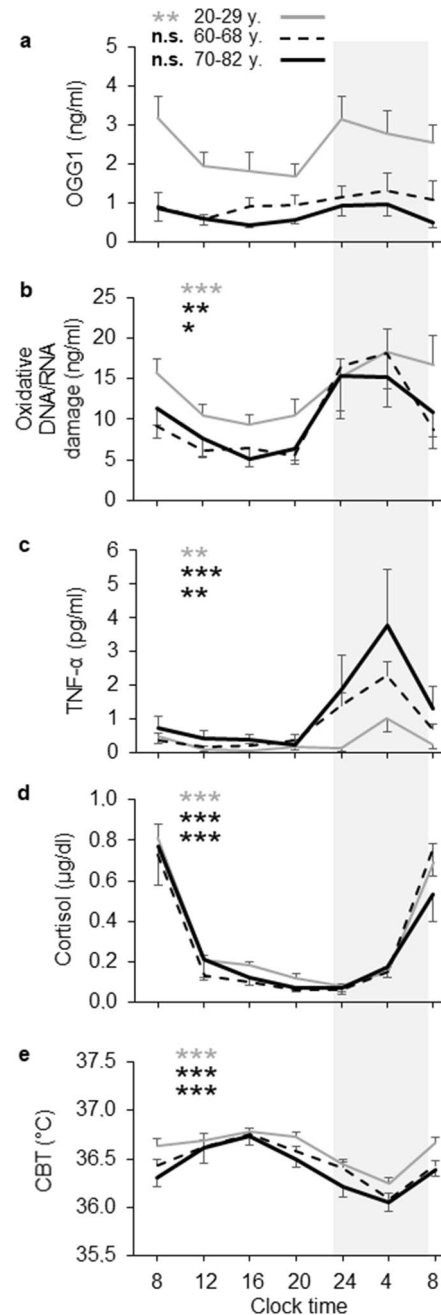 ** 20-29 y.
n.s. 60-68 y.
n.s. 70-82 y.
a
5
4
3
2
1
0
OGG1 (ng/ml)
b
25
20
15
10
5
0
Oxidative
DNA/RNA
damage (ng/ml)
***
**
*
c
6
5
4
3
2
1
0
TNF-α (pg/ml)
**
***
**
d
1.0
0.8
0.6
0.4
0.2
0.0
Cortisol (µg/dl)
***
***
***
e
37.5
37.0
36.5
36.0
35.5
CBT (°C)
***
***
***
8 12 16 20 24 4 8
Clock time